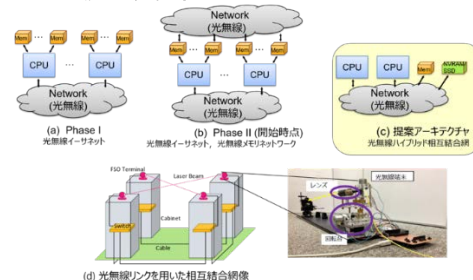 Mem
Mem
Mem
Mem
CPU
CPU
Network
(光無線)
(a) Phase I
光無線イーサネット
Network
(光無線)
Mem
Mem
Mem
Mem
CPU
CPU
Network
(光無線)
(b) Phase II (開始時点)
光無線イーサネット, 光無線メモリネットワーク
CPU
CPU
Mem
NVRAM/
SSD
Network
(光無線)
(c) 提案アーキテクチャ
光無線ハイブリッド相互結合網
FSO Terminal
Laser Beam
Switch
Cabinet
Cable
レンズ
光無線端末
回転台
(d) 光無線リンクを用いた相互結合網像